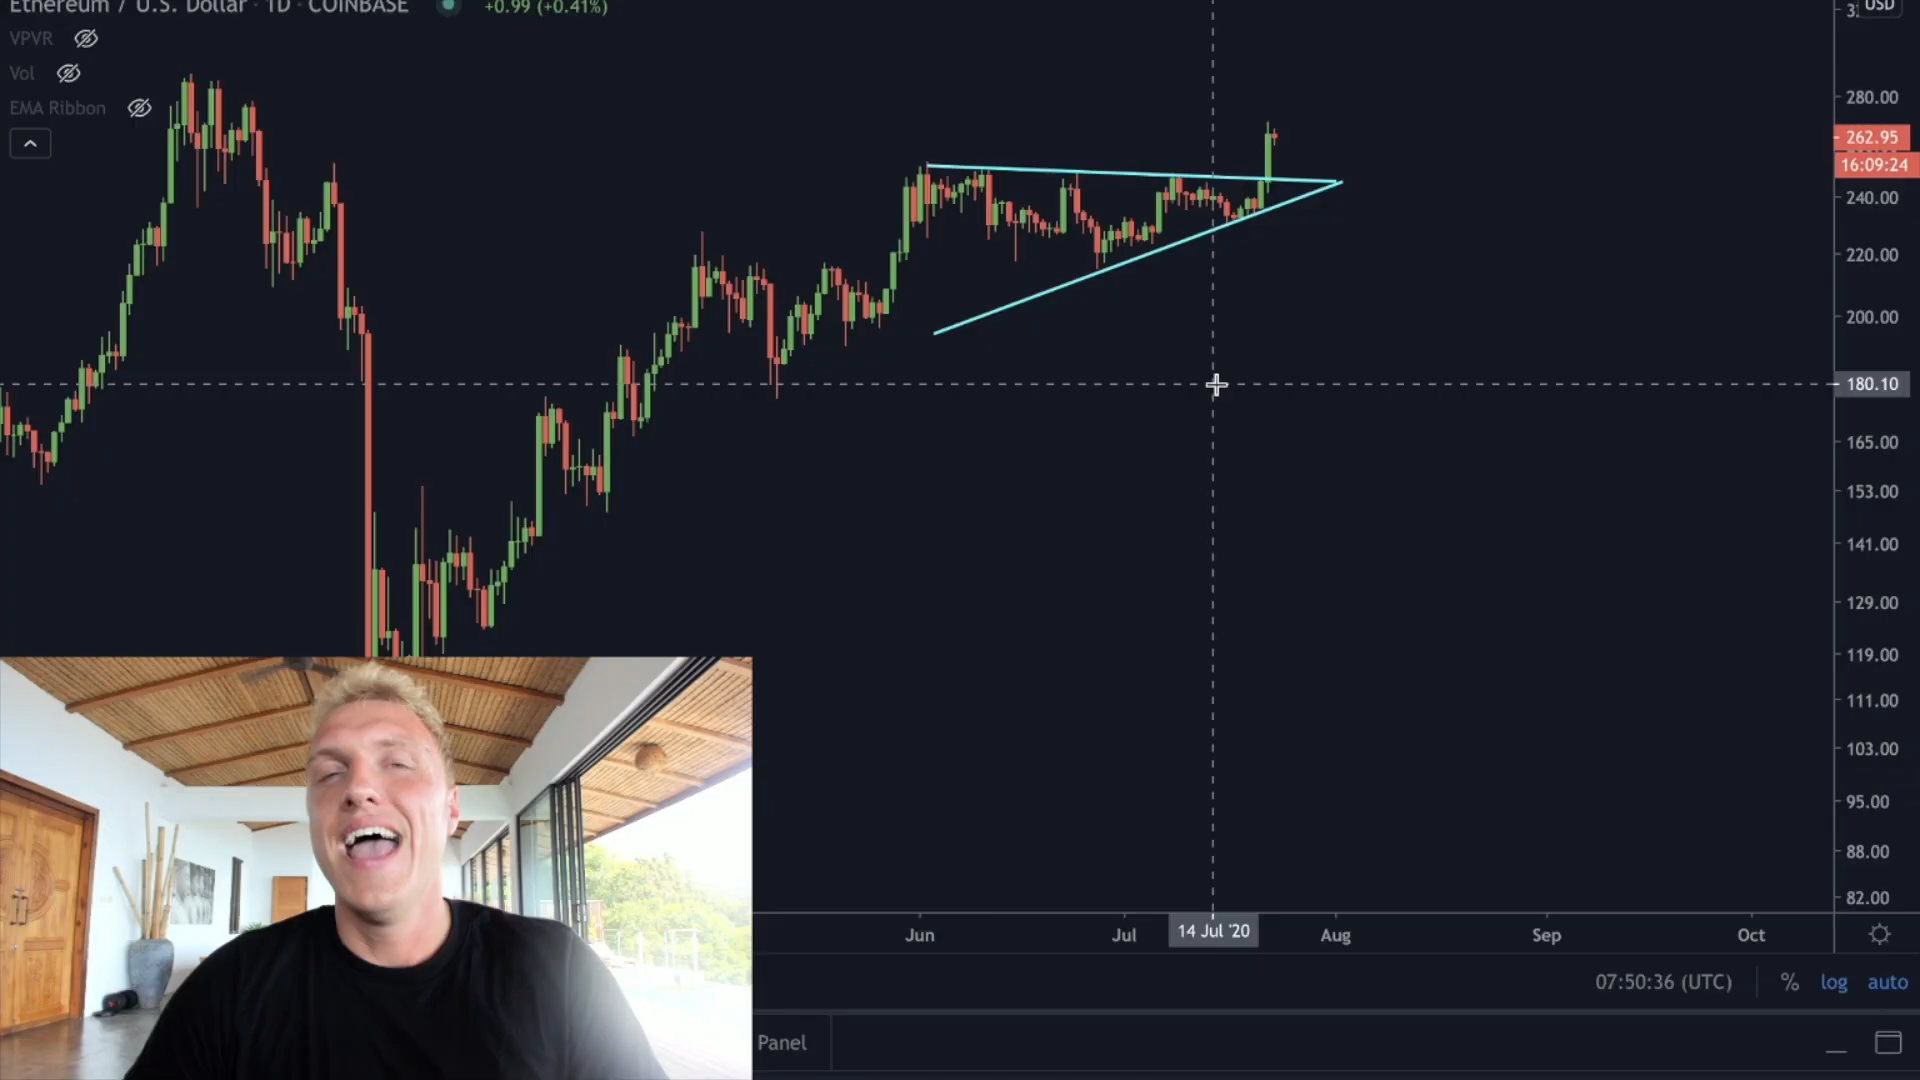 Ethereum / U.S. Dollar · 1D · COINBASE +0.99 (+0.41%)
VPVR
Vol
EMA Ribbon
USD
280.00
262.95
16:09:24
240.00
220.00
200.00
180.10
165.00
153.00
141.00
129.00
119.00
111.00
103.00
95.00
88.00
82.00
Jun Jul 14 Jul '20 Aug Sep Oct
07:50:36 (UTC) % log auto
Panel